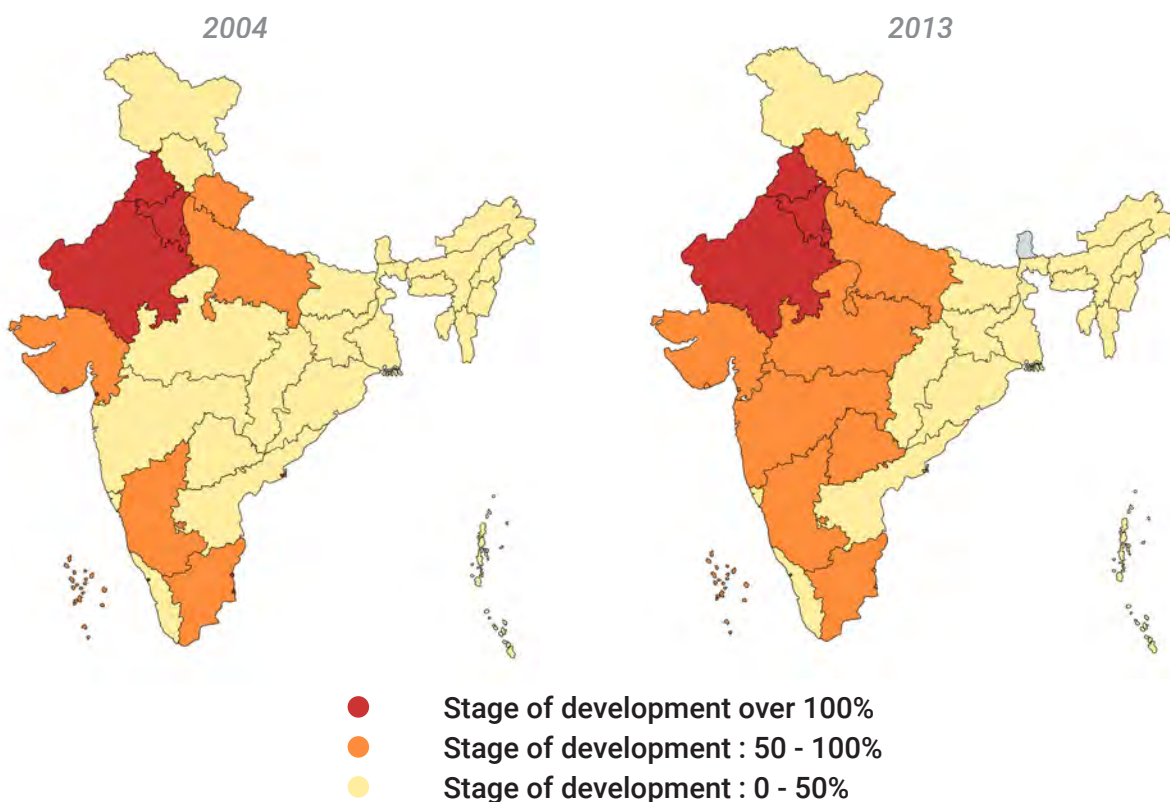 2004
2013
Stage of development over 100%
Stage of development : 50 - 100%
Stage of development : 0 - 50%